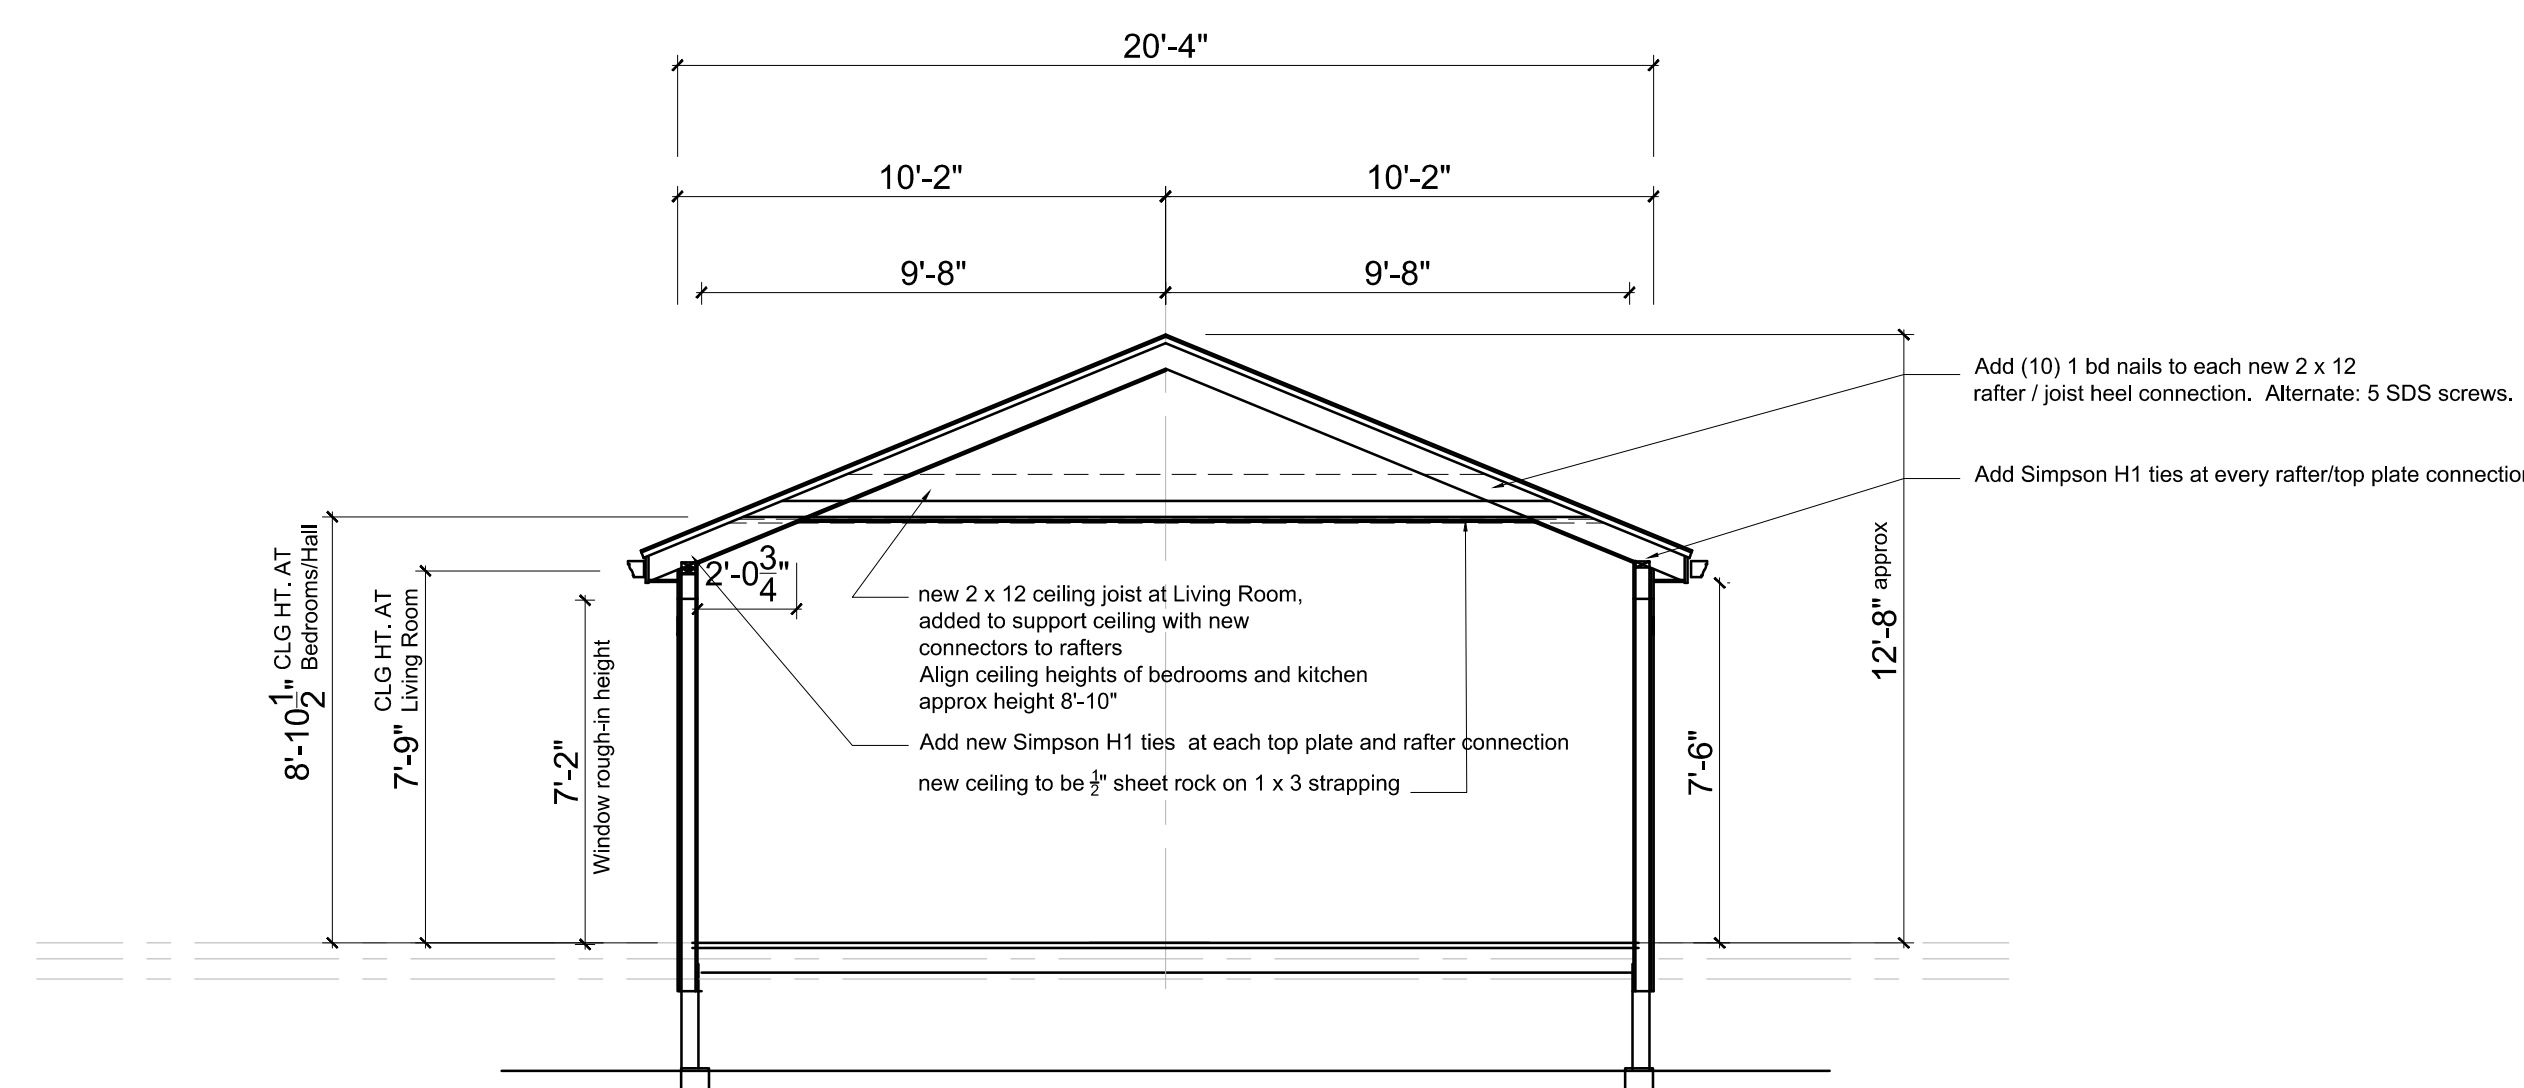 20'-4"
10'-2"
10'-2"
9'-8"
9'-8"
Add (10) 1 bd nails to each new 2 x 12
rafter / joist heel connection.  Alternate: 5 SDS screws.
Add Simpson H1 ties at every rafter/top plate connection
8'-10 1/2" CLG HT. AT
Bedrooms/Hall
CLG HT. AT
7'-9" Living Room
7'-2"
Window rough-in height
2'-0 3/4"
new 2 x 12 ceiling joist at Living Room,
added to support ceiling with new
connectors to rafters
Align ceiling heights of bedrooms and kitchen
approx height 8'-10"
Add new Simpson H1 ties  at each top plate and rafter connection
new ceiling to be 1/2" sheet rock on 1 x 3 strapping
7'-6"
12'-8" approx